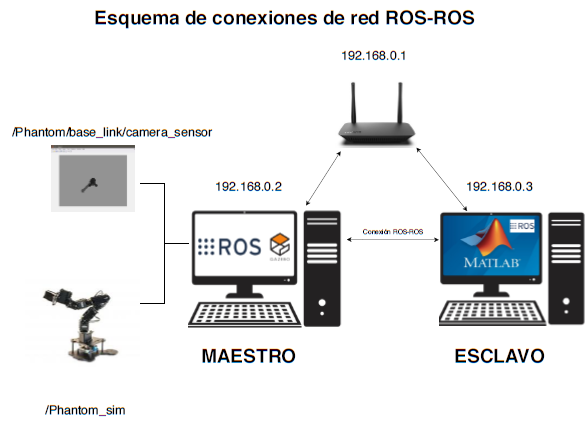 Esquema de conexiones de red ROS-ROS
192.168.0.1
/Phantom/base_link/camera_sensor
192.168.0.2
192.168.0.3
ROS
GAZEBO
Conexión ROS-ROS
ROS
MATLAB
MAESTRO
ESCLAVO
/Phantom_sim